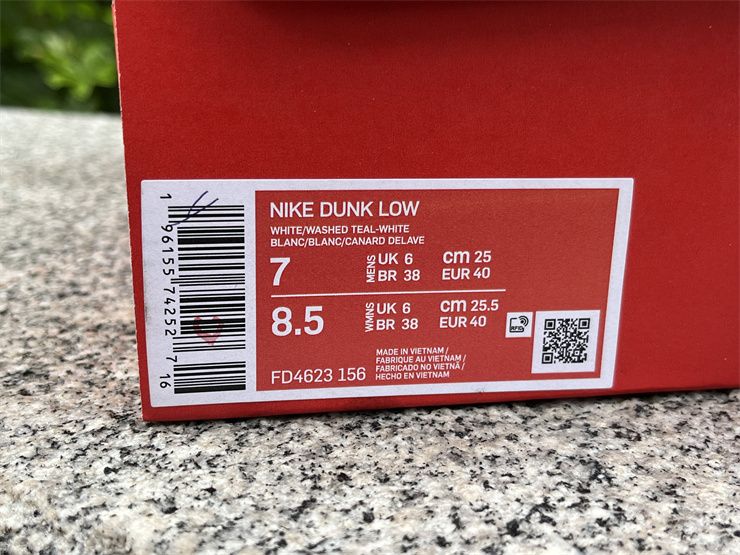 NIKE DUNK LOW
WHITE/WASHED TEAL-WHITE
BLANC/BLANC/CANARD DELAVE
7 MENS UK 6 cm 25
BR 38 EUR 40
8.5 WMNS UK 6 cm 25.5
BR 38 EUR 40
FD4623 156
MADE IN VIETNAM /
FABRIQUE AU VIETNAM /
FABRICADO NO VIETNÃ /
HECHO EN VIETNAM
RFID
1 96155 74252 7 16